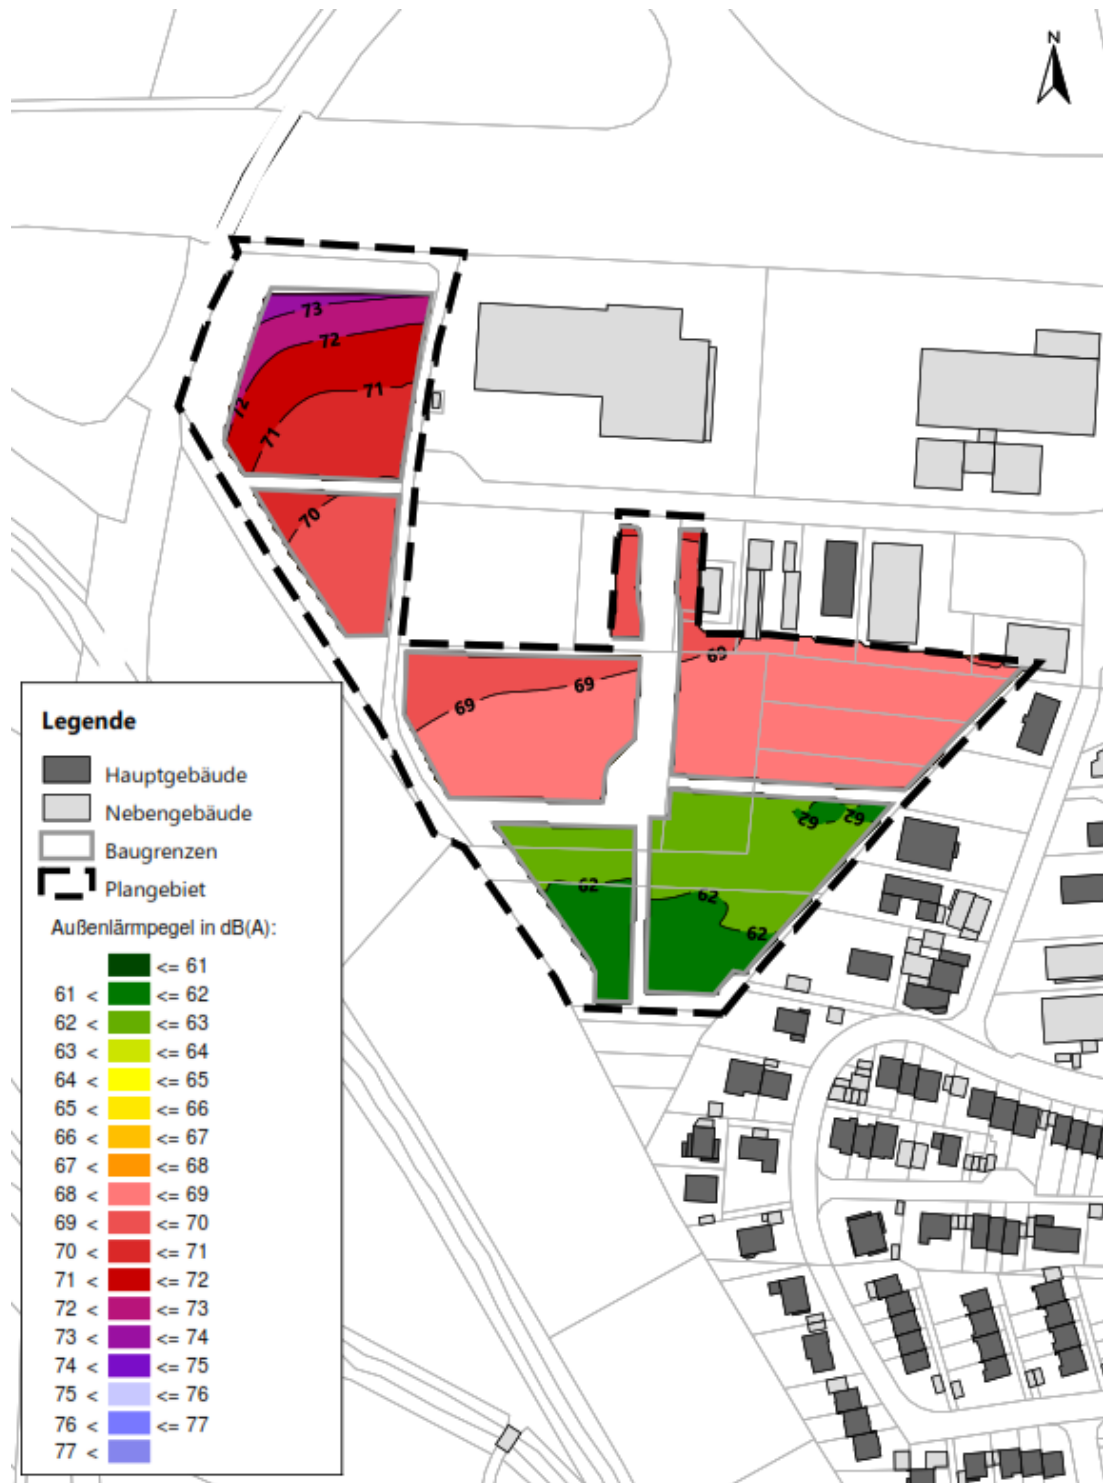 N
73
72
71
72
71
70
69
69
69
62
62
62
62
62
Legende
Hauptgebäude
Nebengebäude
Baugrenzen
Plangebiet
Außenlärmpegel in dB(A):
<= 61
61 < <= 62
62 < <= 63
63 < <= 64
64 < <= 65
65 < <= 66
66 < <= 67
67 < <= 68
68 < <= 69
69 < <= 70
70 < <= 71
71 < <= 72
72 < <= 73
73 < <= 74
74 < <= 75
75 < <= 76
76 < <= 77
77 <